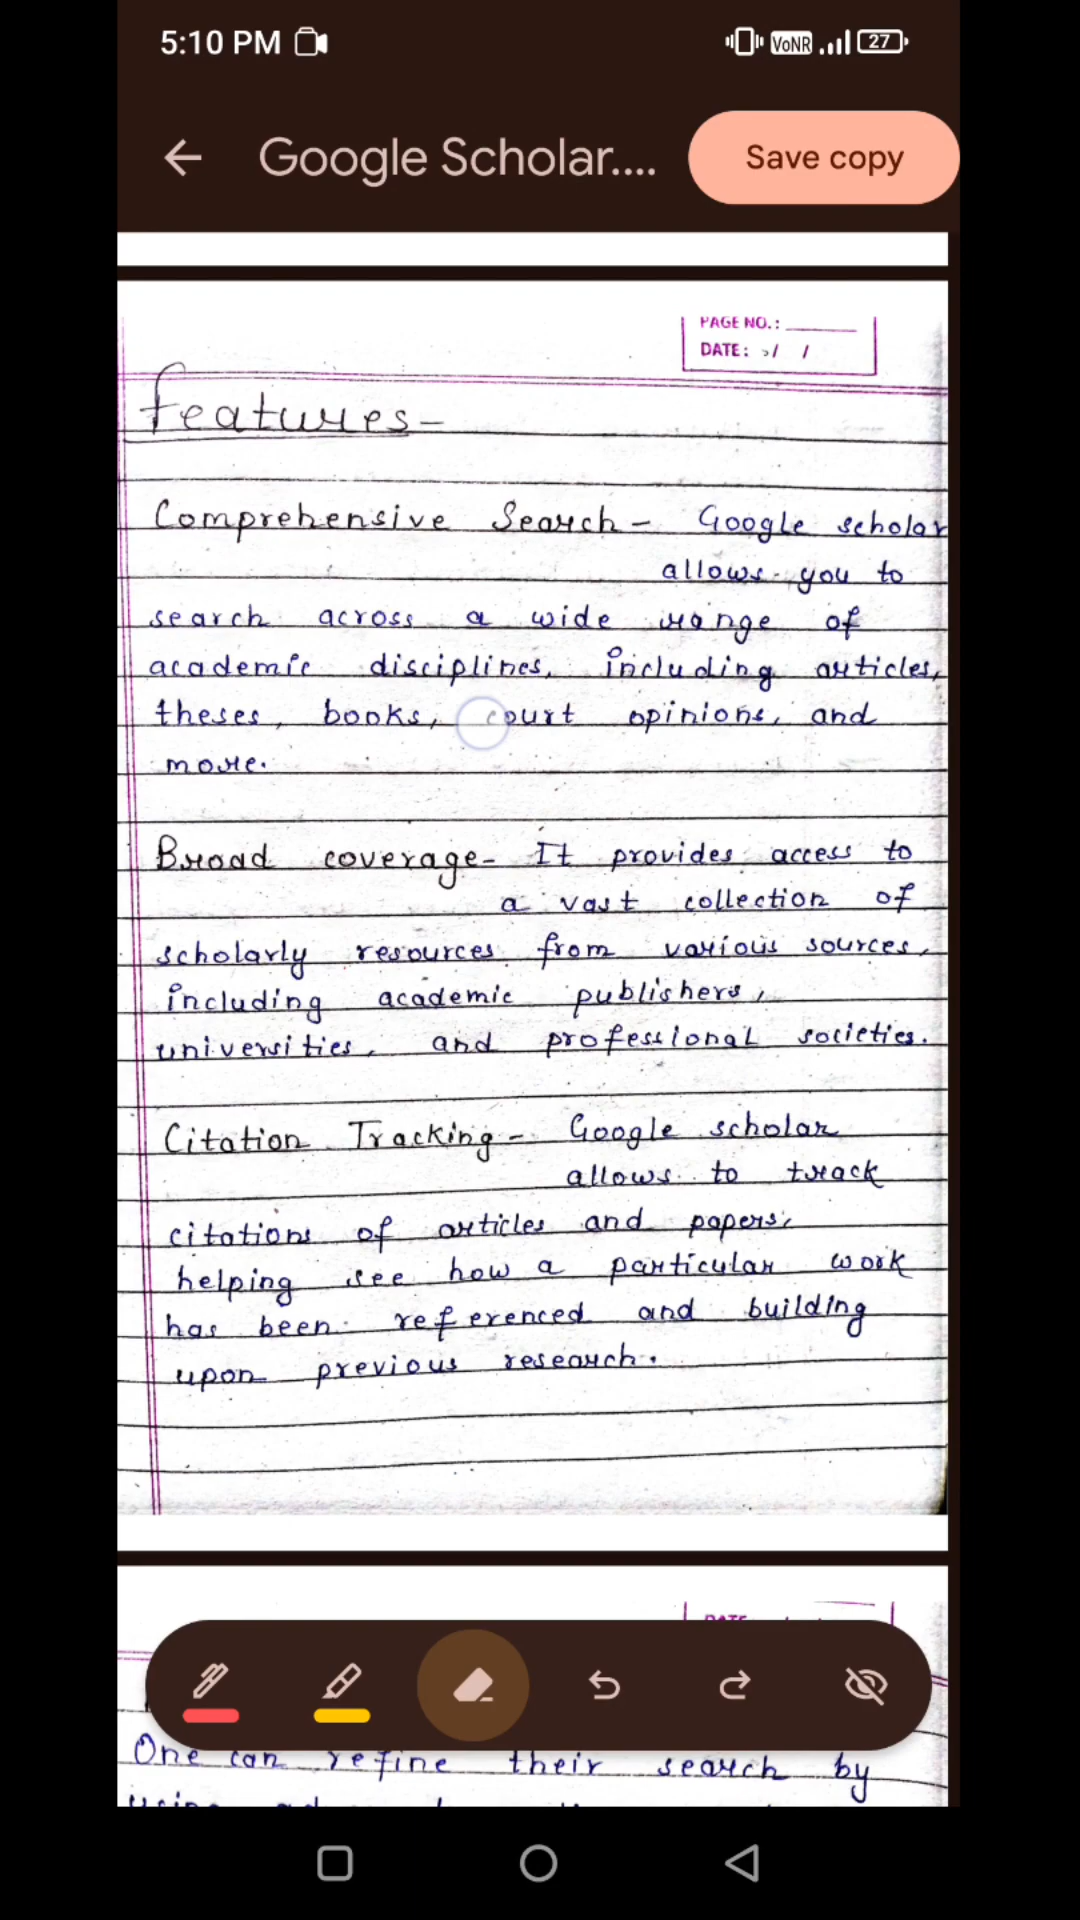 5:10 PM
VoNR
27
Google Scholar....
Save copy
PAGE NO.:
DATE: / /
Features-
Comprehensive Search- Google scholar
allows you to
search across a wide range of
academic disciplines, including articles,
theses, books, court opinions, and
more.
Broad coverage- It provides access to
a vast collection of
scholarly resources from various sources,
including academic publishers,
universities, and professional societies.
Citation Tracking- Google scholar
allows to track
citations of articles and papers,
helping see how a particular work
has been referenced and building
upon previous research.
One can refine their search by